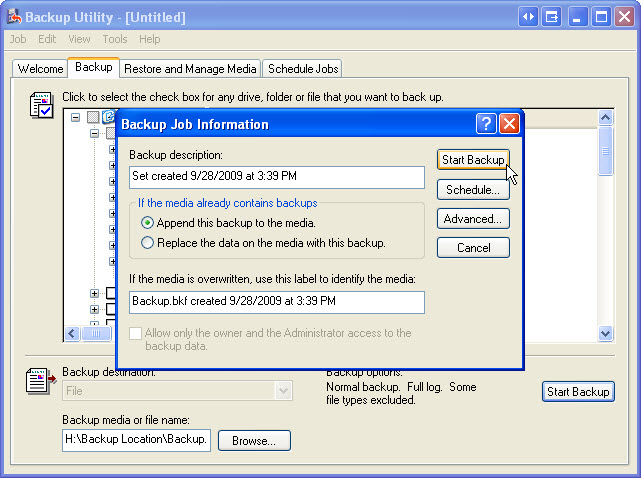 Backup Utility - [Untitled]
Job Edit View Tools Help
Welcome Backup Restore and Manage Media Schedule Jobs
Click to select the check box for any drive, folder or file that you want to back up.
Backup Job Information
Backup description:
Set created 9/28/2009 at 3:39 PM
If the media already contains backups
Append this backup to the media.
Replace the data on the media with this backup.
If the media is overwritten, use this label to identify the media:
Backup.bkf created 9/28/2009 at 3:39 PM
Allow only the owner and the Administrator access to the
backup data.
Start Backup
Schedule...
Advanced...
Cancel
Backup destination:
File
Backup media or file name:
H:\Backup Location\Backup.
Browse...
Backup options:
Normal backup. Full log. Some
file types excluded.
Start Backup